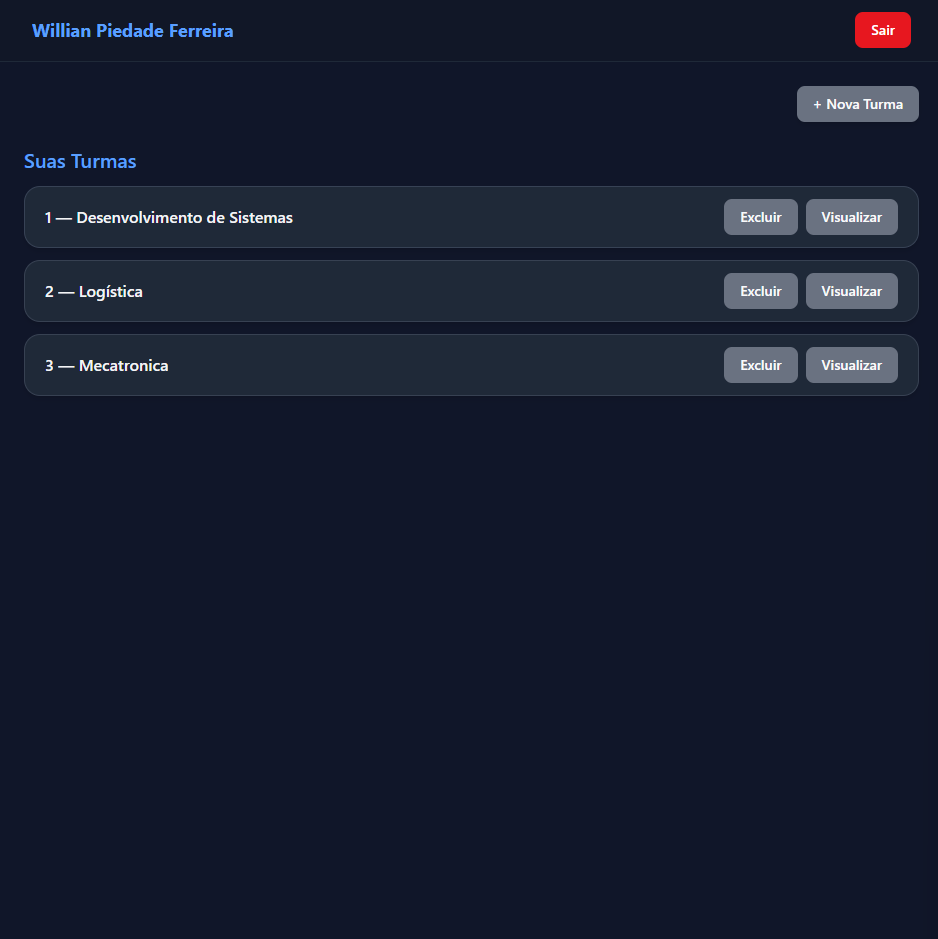 Willian Piedade Ferreira
Sair
+ Nova Turma
Suas Turmas
1 — Desenvolvimento de Sistemas
Excluir
Visualizar
2 — Logística
Excluir
Visualizar
3 — Mecatronica
Excluir
Visualizar